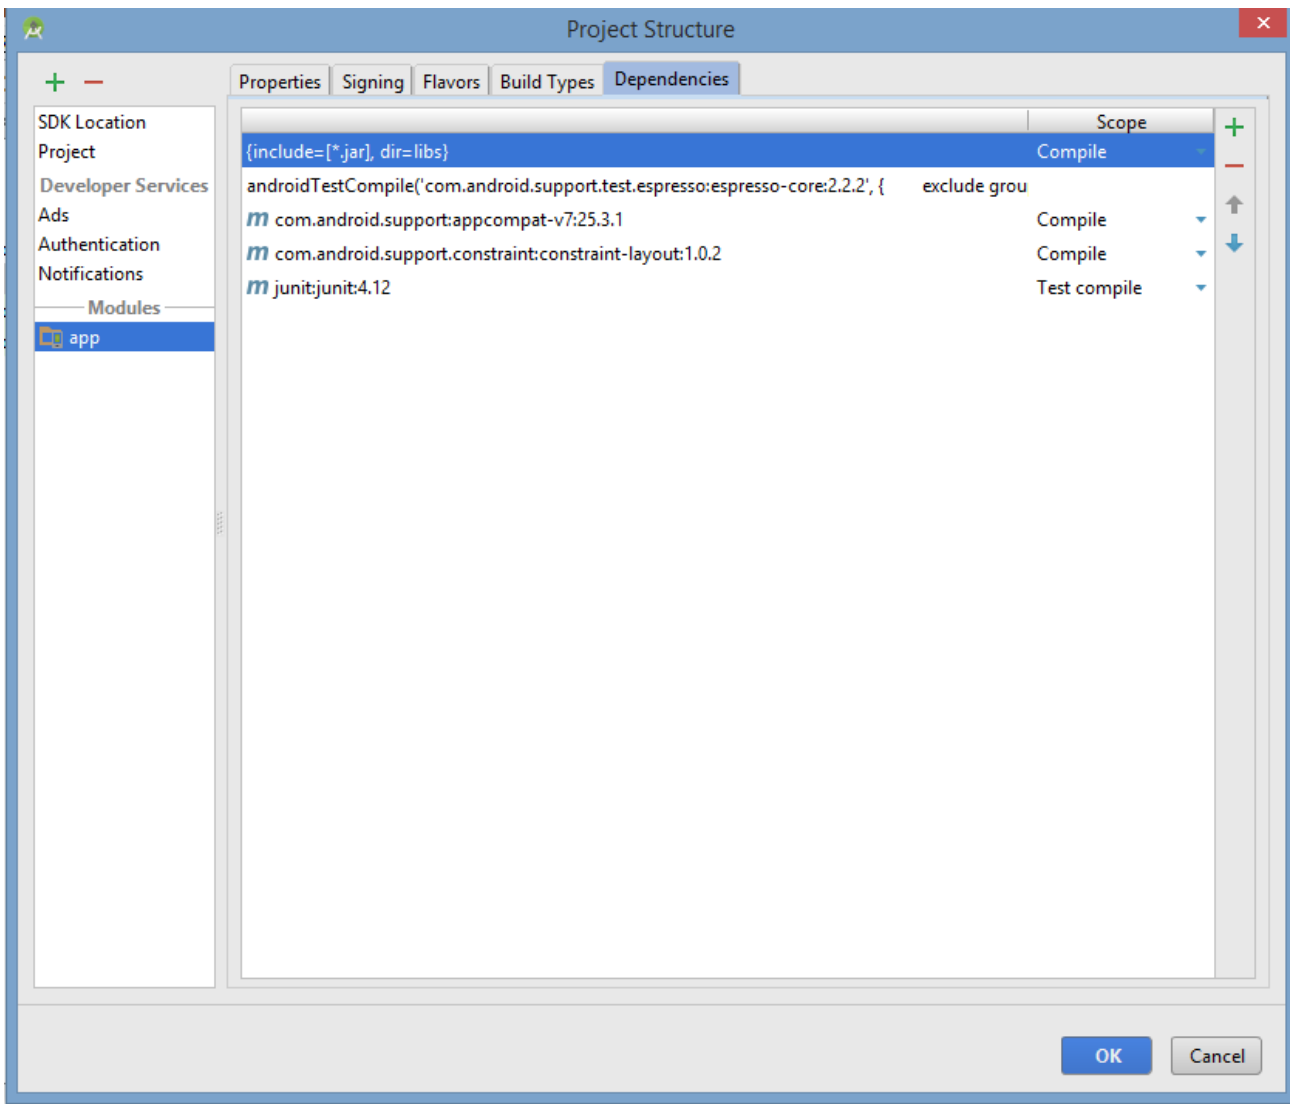 Project Structure
Properties Signing Flavors Build Types Dependencies
SDK Location
Project
Developer Services
Ads
Authentication
Notifications
Modules
app
Scope
{include=[*.jar], dir=libs} Compile
androidTestCompile('com.android.support.test.espresso:espresso-core:2.2.2', { exclude grou
m com.android.support:appcompat-v7:25.3.1 Compile
m com.android.support.constraint:constraint-layout:1.0.2 Compile
m junit:junit:4.12 Test compile
OK Cancel